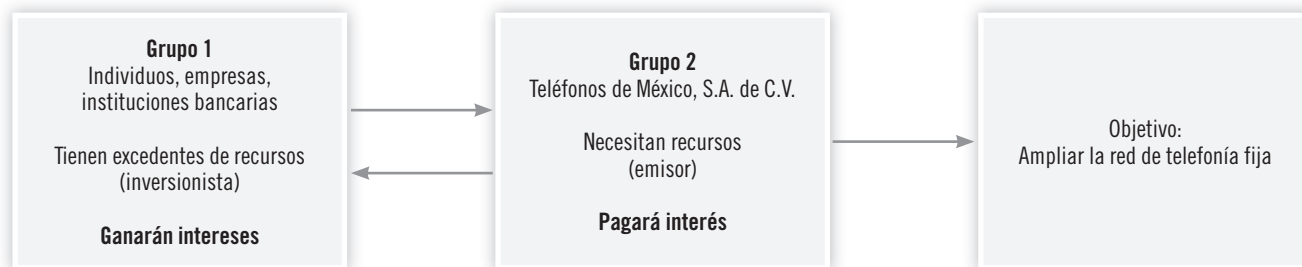 Grupo 1
Individuos, empresas,
instituciones bancarias
Tienen excedentes de recursos
(inversionista)
Ganarán intereses
Grupo 2
Teléfonos de México, S.A. de C.V.
Necesitan recursos
(emisor)
Pagará interés
Objetivo:
Ampliar la red de telefonía fija